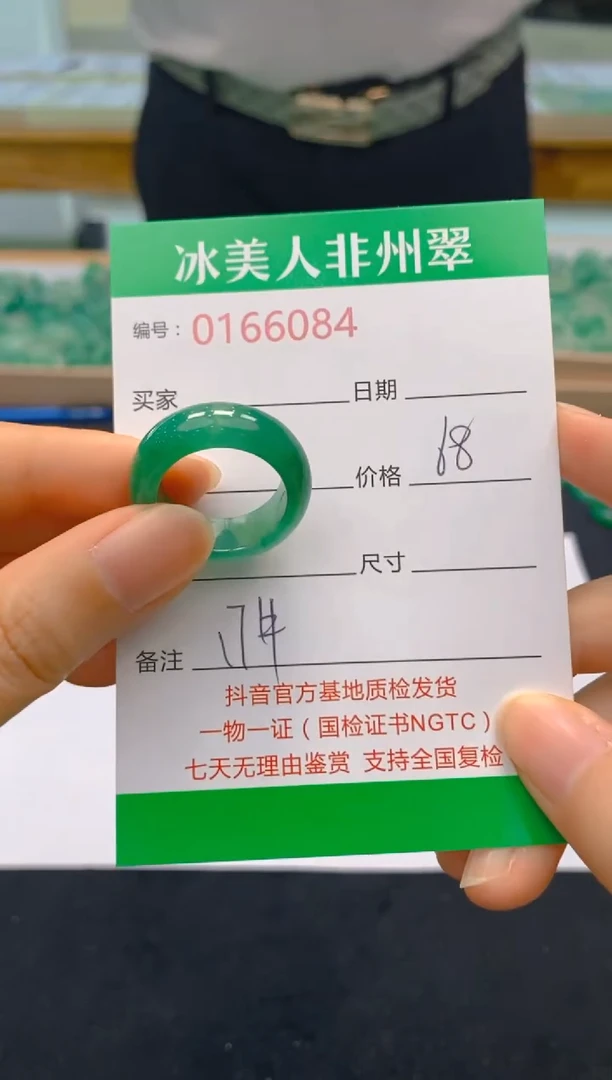 冰美人非州翠
编号：0166084
买家 日期
价格 68
尺寸
备注
抖音官方基地质检发货
一物一证（国检证书NGTC）
七天无理由鉴赏 支持全国复检